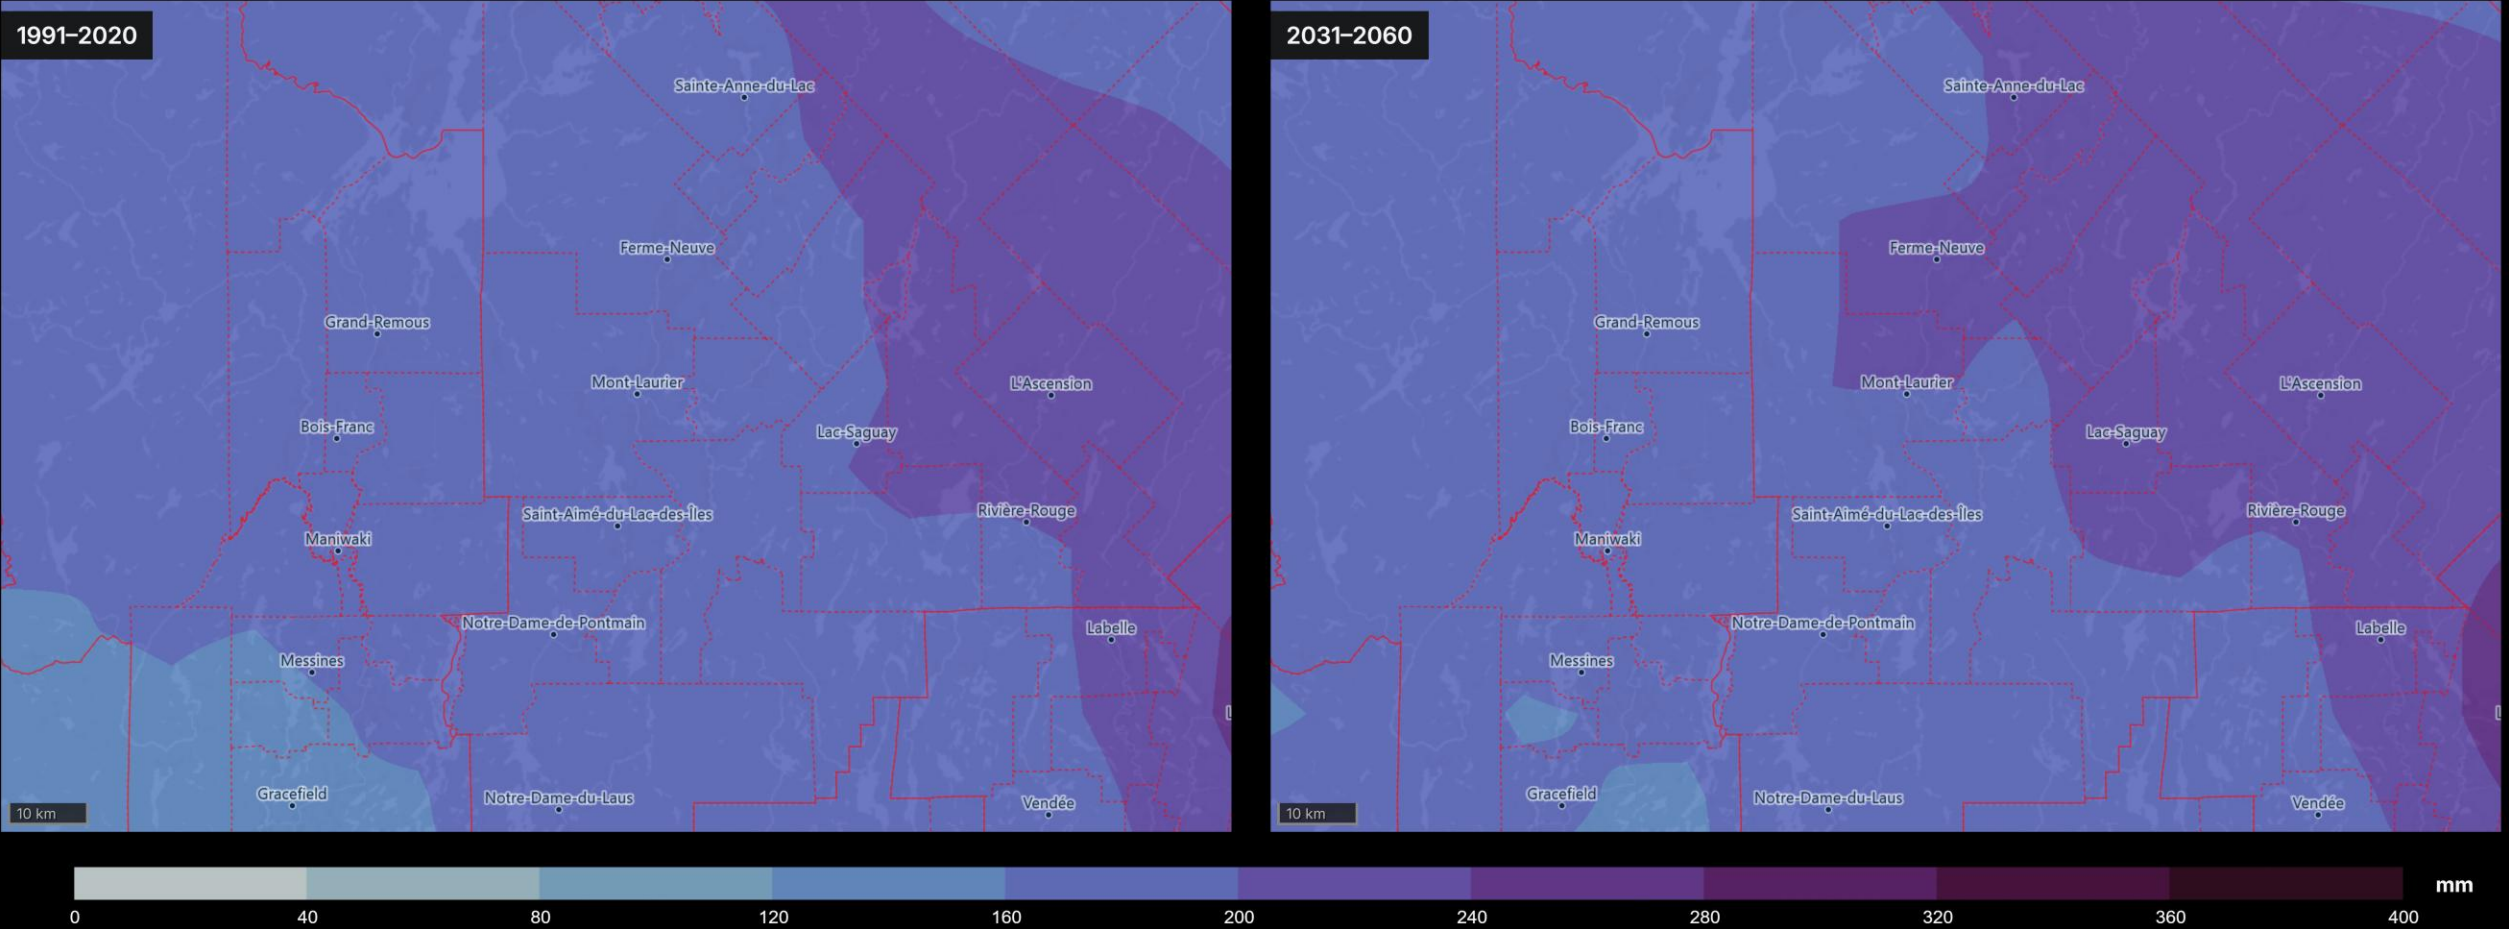 1991–2020
Sainte-Anne-du-Lac
Ferme-Neuve
Grand-Remous
Mont-Laurier
L'Ascension
Bois-Franc
Lac-Saguay
Rivière-Rouge
Saint-Aimé-du-Lac-des-Îles
Maniwaki
Notre-Dame-de-Pontmain
Labelle
Messines
L
Gracefield
Notre-Dame-du-Laus
Vendée
10 km
2031–2060
Sainte-Anne-du-Lac
Ferme-Neuve
Grand-Remous
Mont-Laurier
L'Ascension
Bois-Franc
Lac-Saguay
Rivière-Rouge
Saint-Aimé-du-Lac-des-Îles
Maniwaki
Notre-Dame-de-Pontmain
Labelle
Messines
L
Gracefield
Notre-Dame-du-Laus
Vendée
10 km
mm
0 40 80 120 160 200 240 280 320 360 400